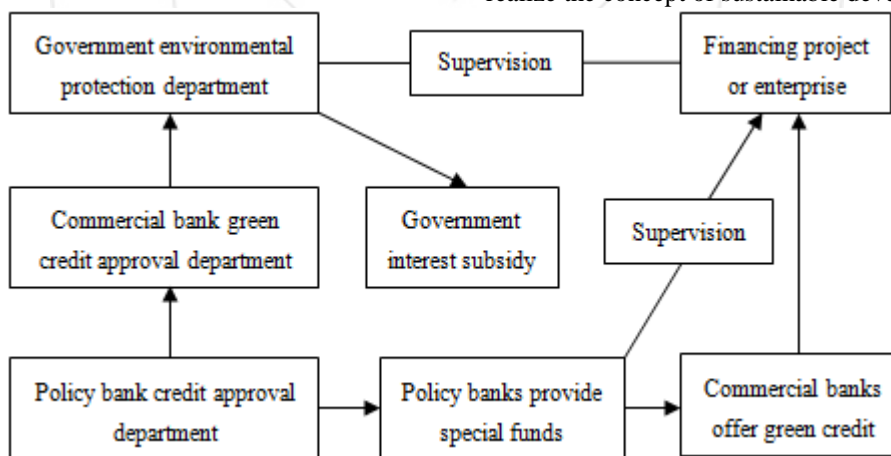 realize the concept of sustainable deve
Government environmental
protection department
Supervision
Financing project
or enterprise
Commercial bank green
credit approval department
Government
interest subsidy
Supervision
Policy bank credit approval
department
Policy banks provide
special funds
Commercial banks
offer green credit